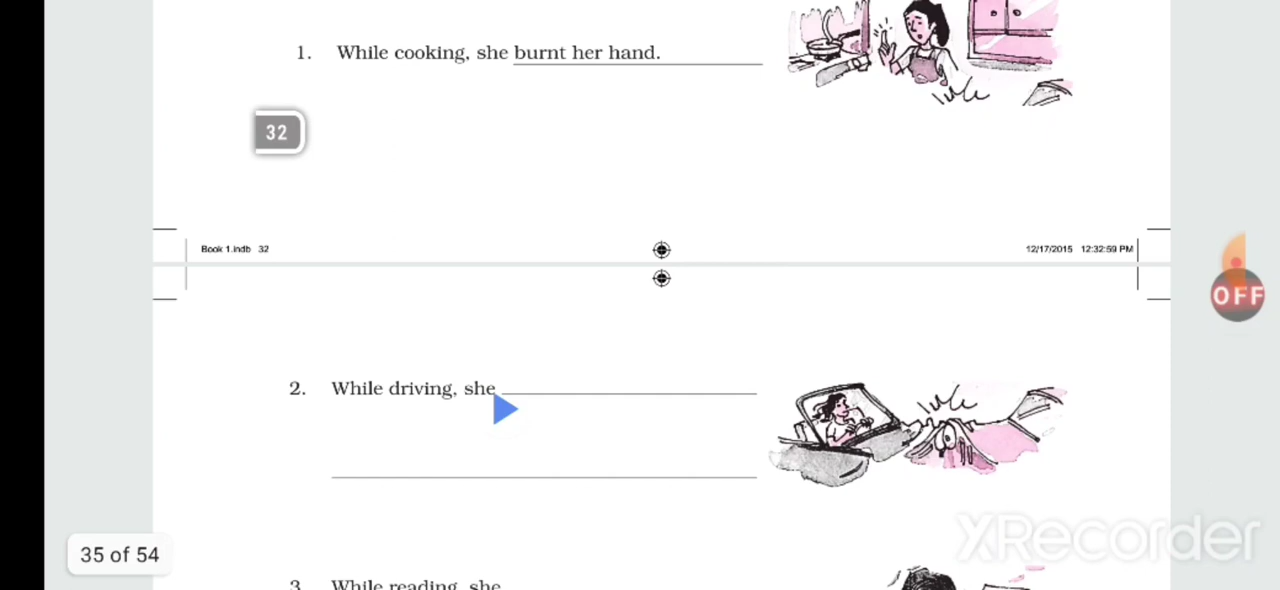 1. While cooking, she burnt her hand.
32
Book 1.indb 32
12/17/2015 12:32:59 PM
OFF
2. While driving, she
35 of 54
XRecorder
3. While reading, she